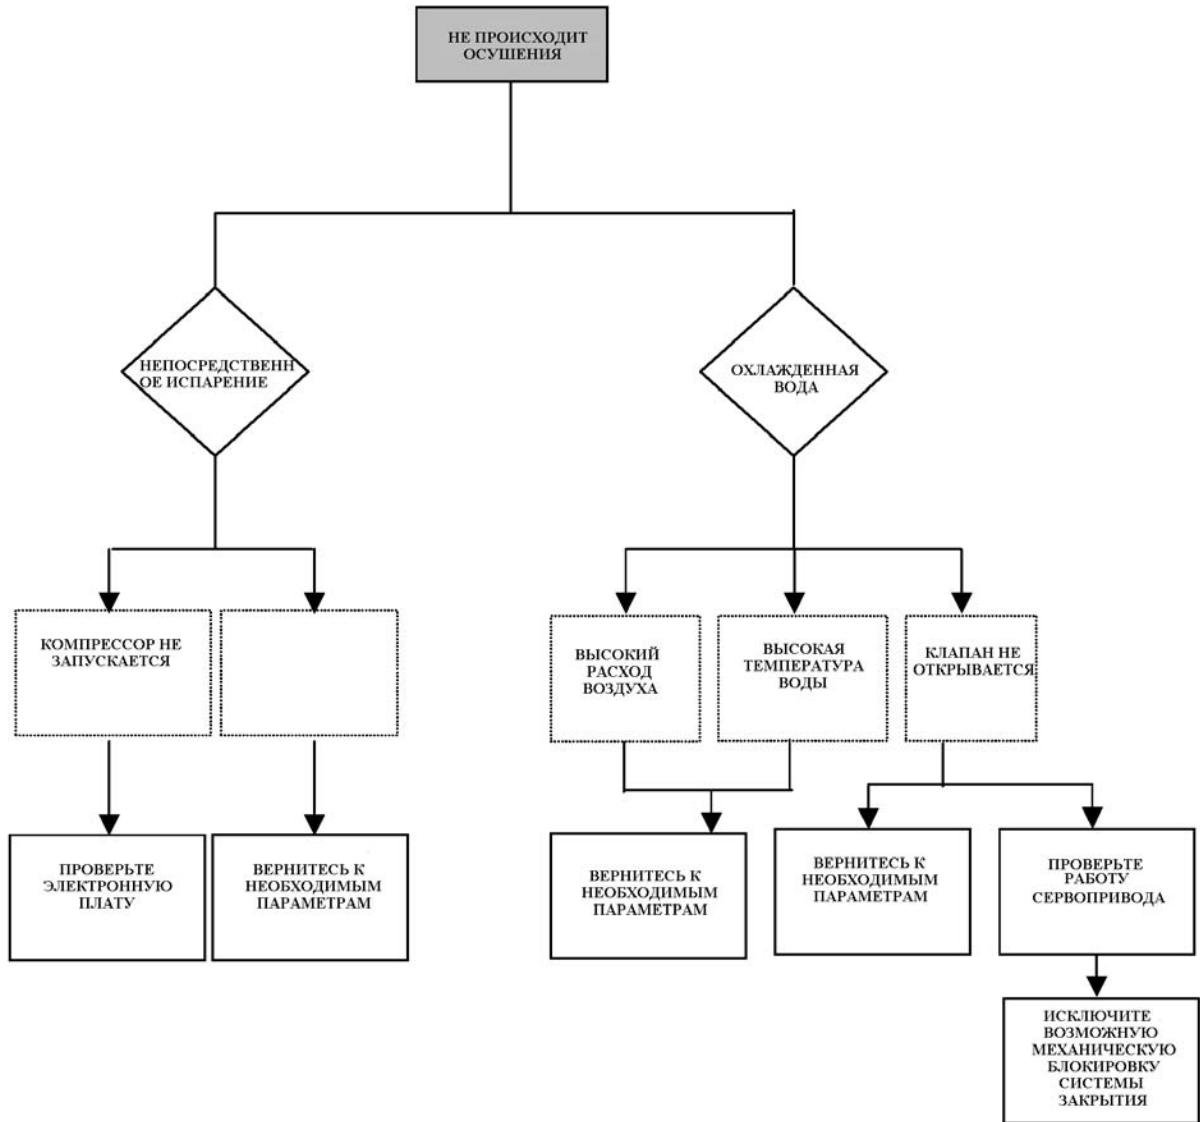 НЕ ПРОИСХОДИТ
ОСУШЕНИЯ
НЕПОСРЕДСТВЕНН
ОЕ ИСПАРЕНИЕ
ОХЛАЖДЕННАЯ
ВОДА
КОМПРЕССОР НЕ
ЗАПУСКАЕТСЯ
ВЫСОКИЙ
РАСХОД
ВОЗДУХА
ВЫСОКАЯ
ТЕМПЕРАТУРА
ВОДЫ
КЛАПАН НЕ
ОТКРЫВАЕТСЯ
ПРОВЕРЬТЕ
ЭЛЕКТРОННУЮ
ПЛАТУ
ВЕРНИТЕСЬ К
НЕОБХОДИМЫМ
ПАРАМЕТРАМ
ВЕРНИТЕСЬ К
НЕОБХОДИМЫМ
ПАРАМЕТРАМ
ВЕРНИТЕСЬ К
НЕОБХОДИМЫМ
ПАРАМЕТРАМ
ПРОВЕРЬТЕ
РАБОТУ
СЕРВОПРИВОДА
ИСКЛЮЧИТЕ
ВОЗМОЖНУЮ
МЕХАНИЧЕСКУЮ
БЛОКИРОВКУ
СИСТЕМЫ
ЗАКРЫТИЯ